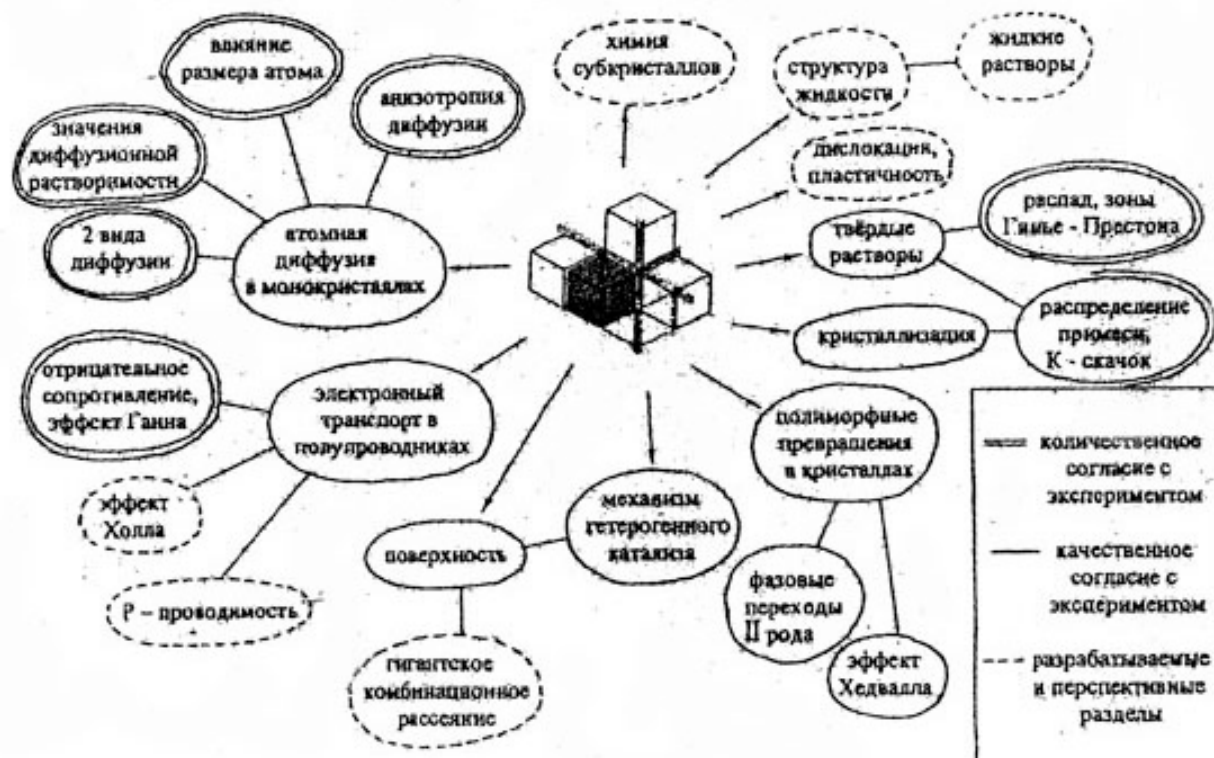 влияние
размера атома
анизотропия
диффузии
значения
диффузионной
растворимости
2 вида
диффузии
атомная
диффузия
в монокристаллах
химия
субкристаллов
структура
жидкости
жидкие
растворы
дислокации,
пластичность
твёрдые
растворы
распад, зоны
Гинье - Престона
кристаллизация
распределение
примеси,
К - скачок
отрицательное
сопротивление,
эффект Ганна
электронный
транспорт в
полупроводниках
эффект
Холла
Р – проводимость
поверхность
гигантское
комбинационное
рассеяние
механизм
гетерогенного
катализа
полиморфные
превращения
в кристаллах
фазовые
переходы
II рода
эффект
Хедвалла
количественное
согласие с
экспериментом
качественное
согласие с
экспериментом
разрабатываемые
и перспективные
разделы